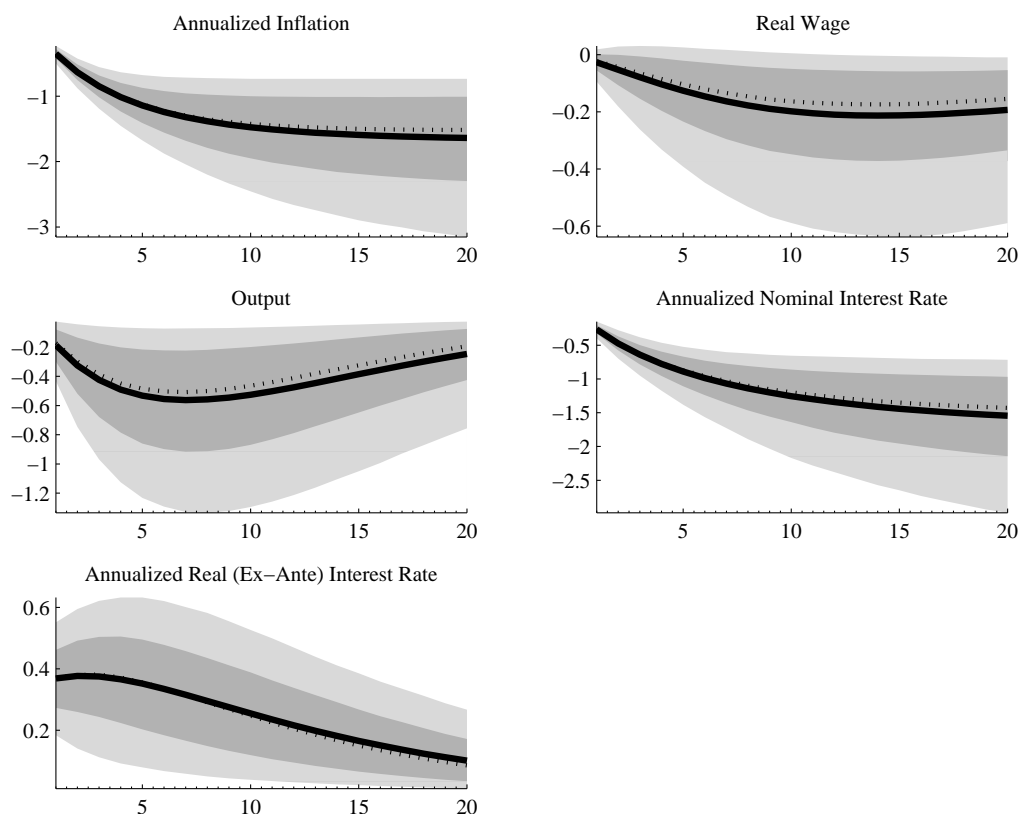 Annualized Inflation
−1
−2
−3
5 10 15 20
Real Wage
0
−0.2
−0.4
−0.6
5 10 15 20
Output
−0.2
−0.4
−0.6
−0.8
−1
−1.2
5 10 15 20
Annualized Nominal Interest Rate
−0.5
−1
−1.5
−2
−2.5
5 10 15 20
Annualized Real (Ex−Ante) Interest Rate
0.6
0.4
0.2
5 10 15 20